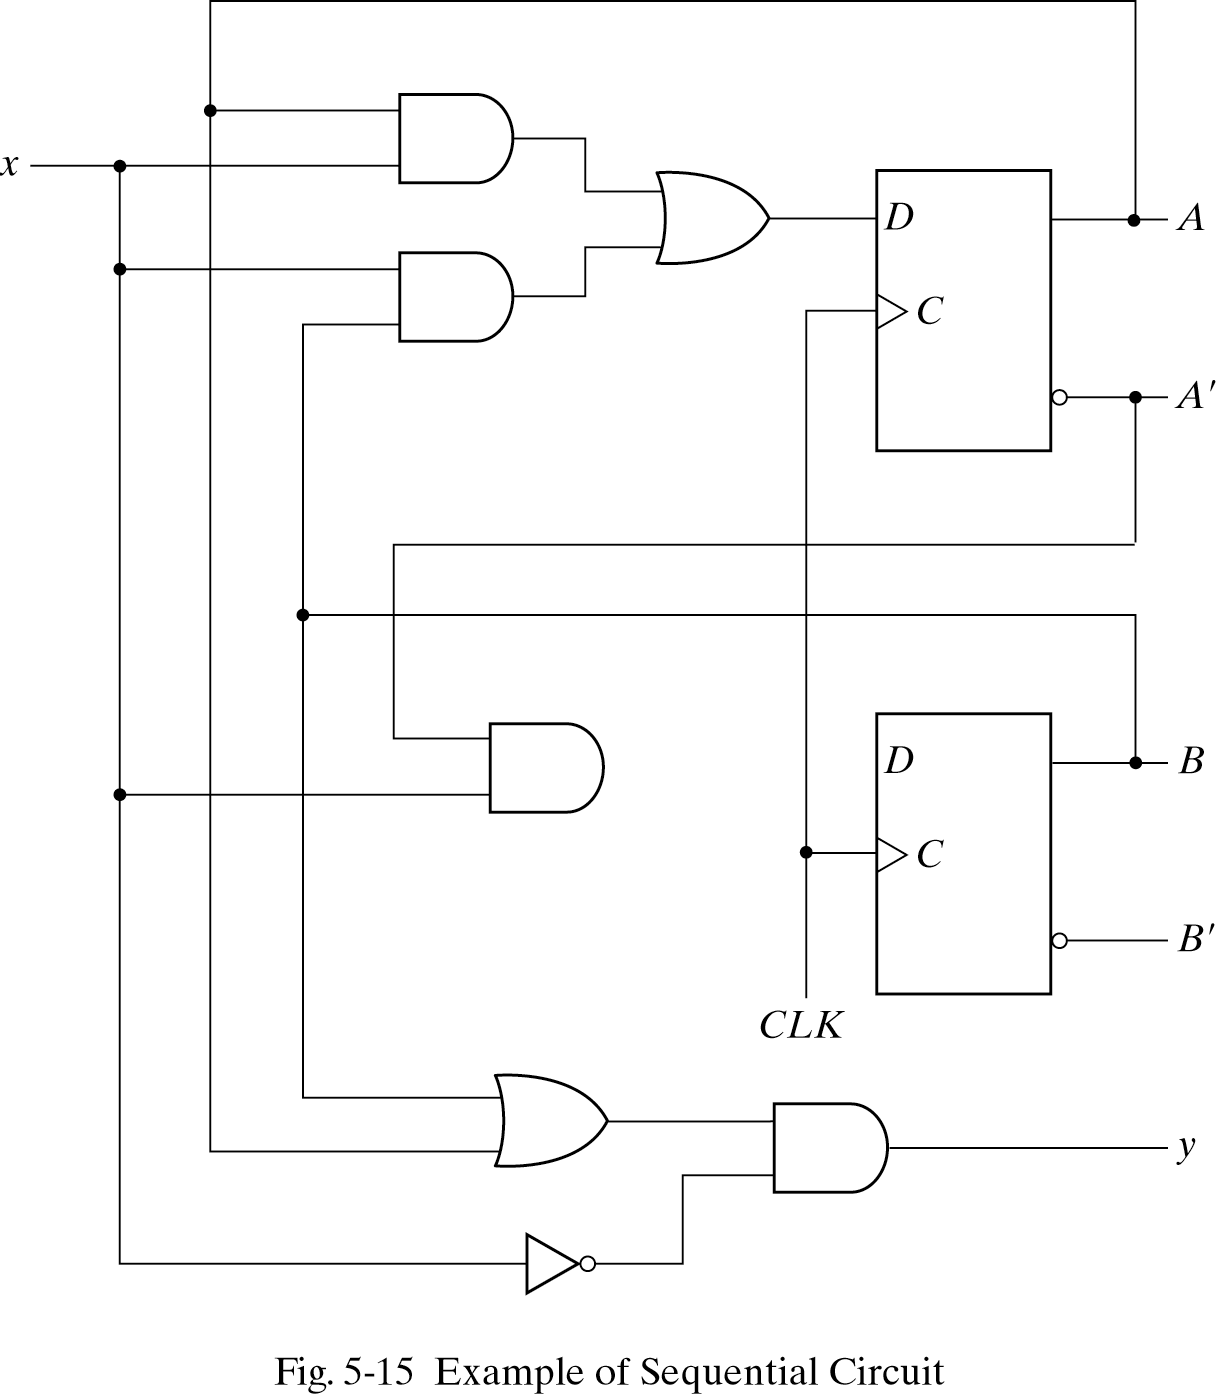 x
D
A
C
A'
D
B
C
B'
CLK
y
Fig. 5-15 Example of Sequential Circuit